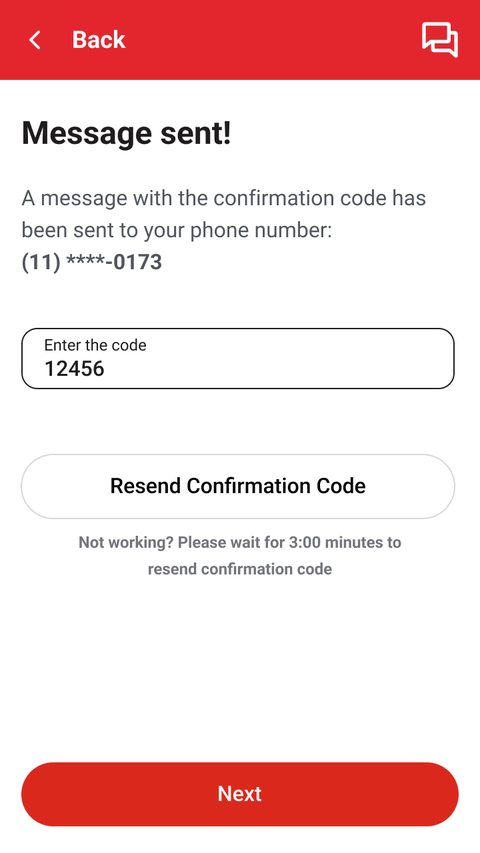 Back
Message sent!
A message with the confirmation code has
been sent to your phone number:
(11) ****-0173
Enter the code
12456
Resend Confirmation Code
Not working? Please wait for 3:00 minutes to
resend confirmation code
Next